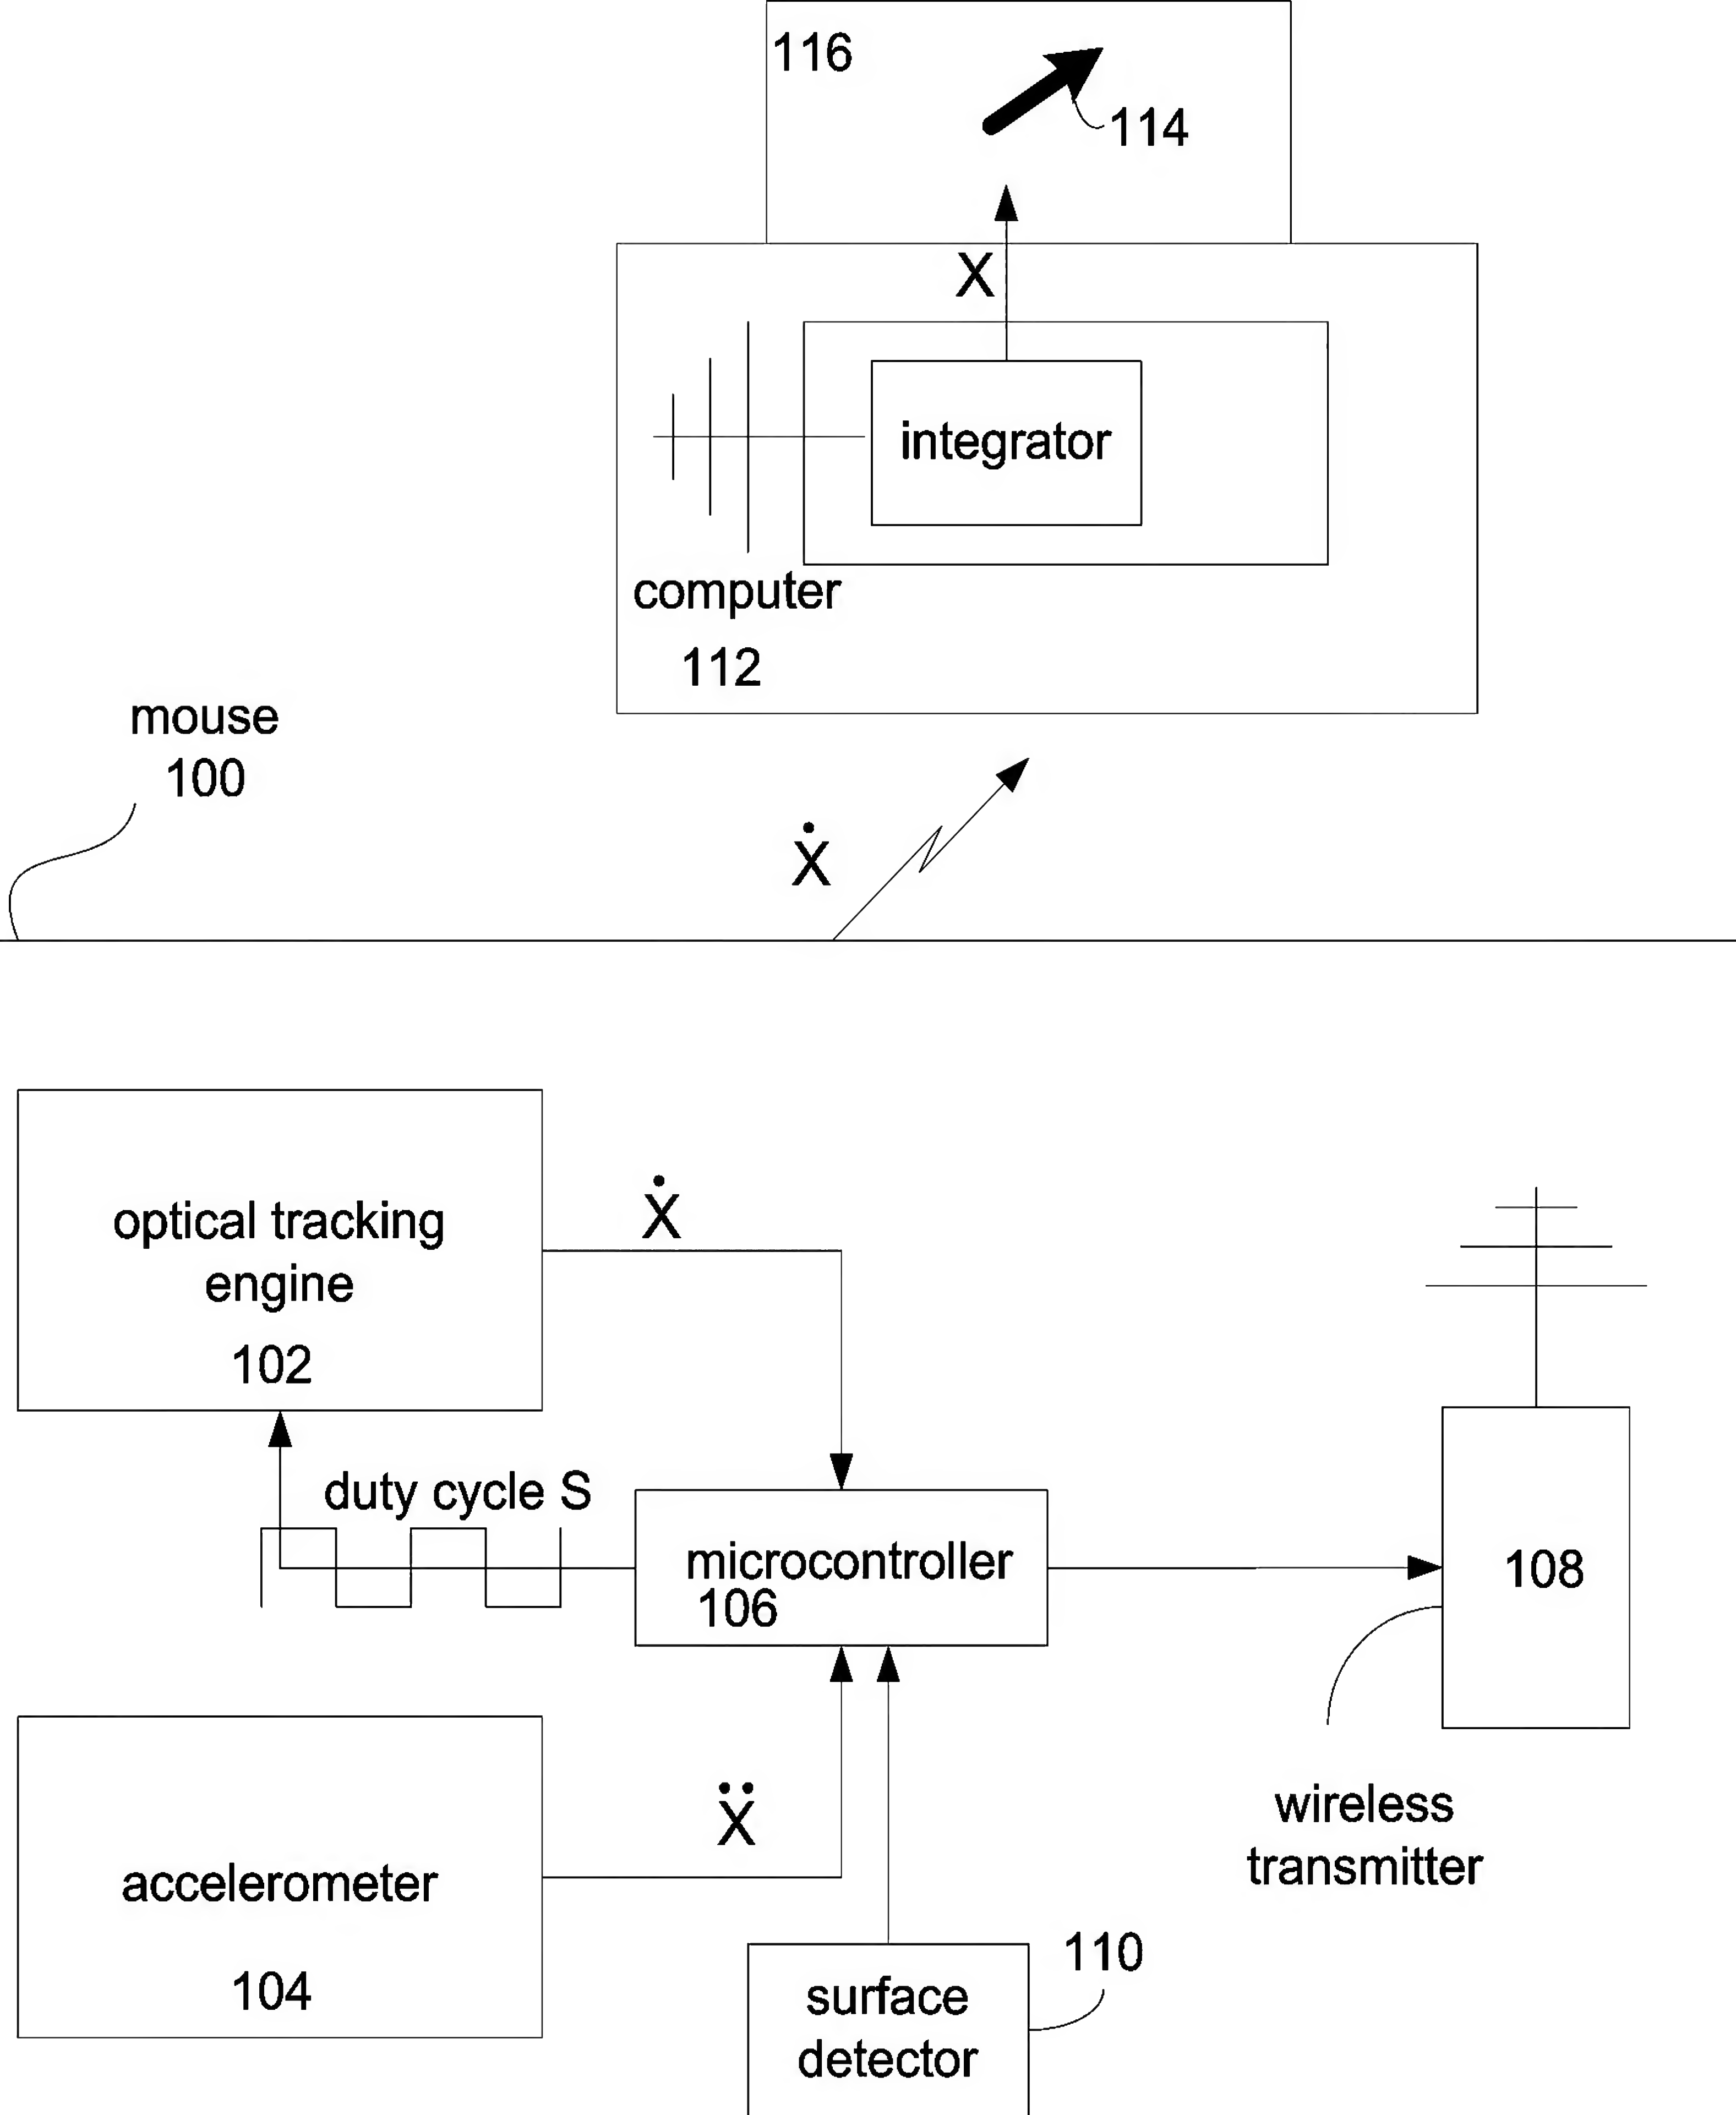 116
114
X
integrator
computer
112
mouse
100
Ẋ
optical tracking
engine
102
Ẋ
duty cycle S
microcontroller
106
108
accelerometer
104
Ẍ
wireless
transmitter
110
surface
detector